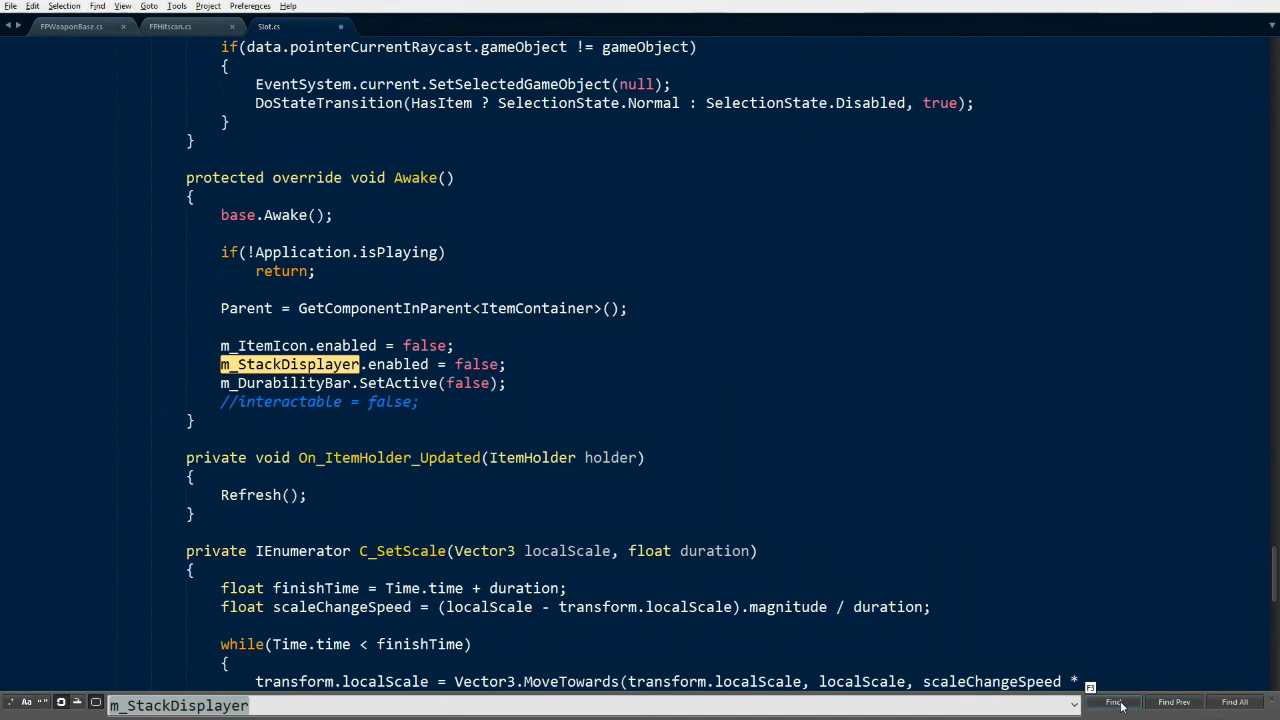 File Edit Selection Find View Goto Tools Project Preferences Help
FPWeaponBase.cs × FPHitscan.cs × Slot.cs
if(data.pointerCurrentRaycast.gameObject != gameObject)
{
EventSystem.current.SetSelectedGameObject(null);
DoStateTransition(HasItem ? SelectionState.Normal : SelectionState.Disabled, true);
}
}
protected override void Awake()
{
base.Awake();
if(!Application.isPlaying)
return;
Parent = GetComponentInParent<ItemContainer>();
m_ItemIcon.enabled = false;
m_StackDisplayer.enabled = false;
m_DurabilityBar.SetActive(false);
//interactable = false;
}
private void On_ItemHolder_Updated(ItemHolder holder)
{
Refresh();
}
private IEnumerator C_SetScale(Vector3 localScale, float duration)
{
float finishTime = Time.time + duration;
float scaleChangeSpeed = (localScale - transform.localScale).magnitude / duration;
while(Time.time < finishTime)
{
transform.localScale = Vector3.MoveTowards(transform.localScale, localScale, scaleChangeSpeed *
F3
.* Aa "" m_StackDisplayer Find Find Prev Find All